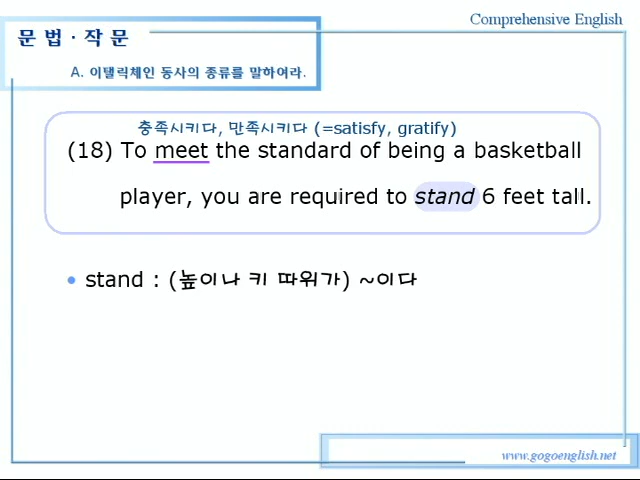 Comprehensive English
문 법 · 작 문
A. 이탤릭체인 동사의 종류를 말하여라.
충족시키다, 만족시키다 (=satisfy, gratify)
(18) To meet the standard of being a basketball
player, you are required to stand 6 feet tall.
• stand : (높이나 키 따위가) ~이다
www.gogoenglish.net